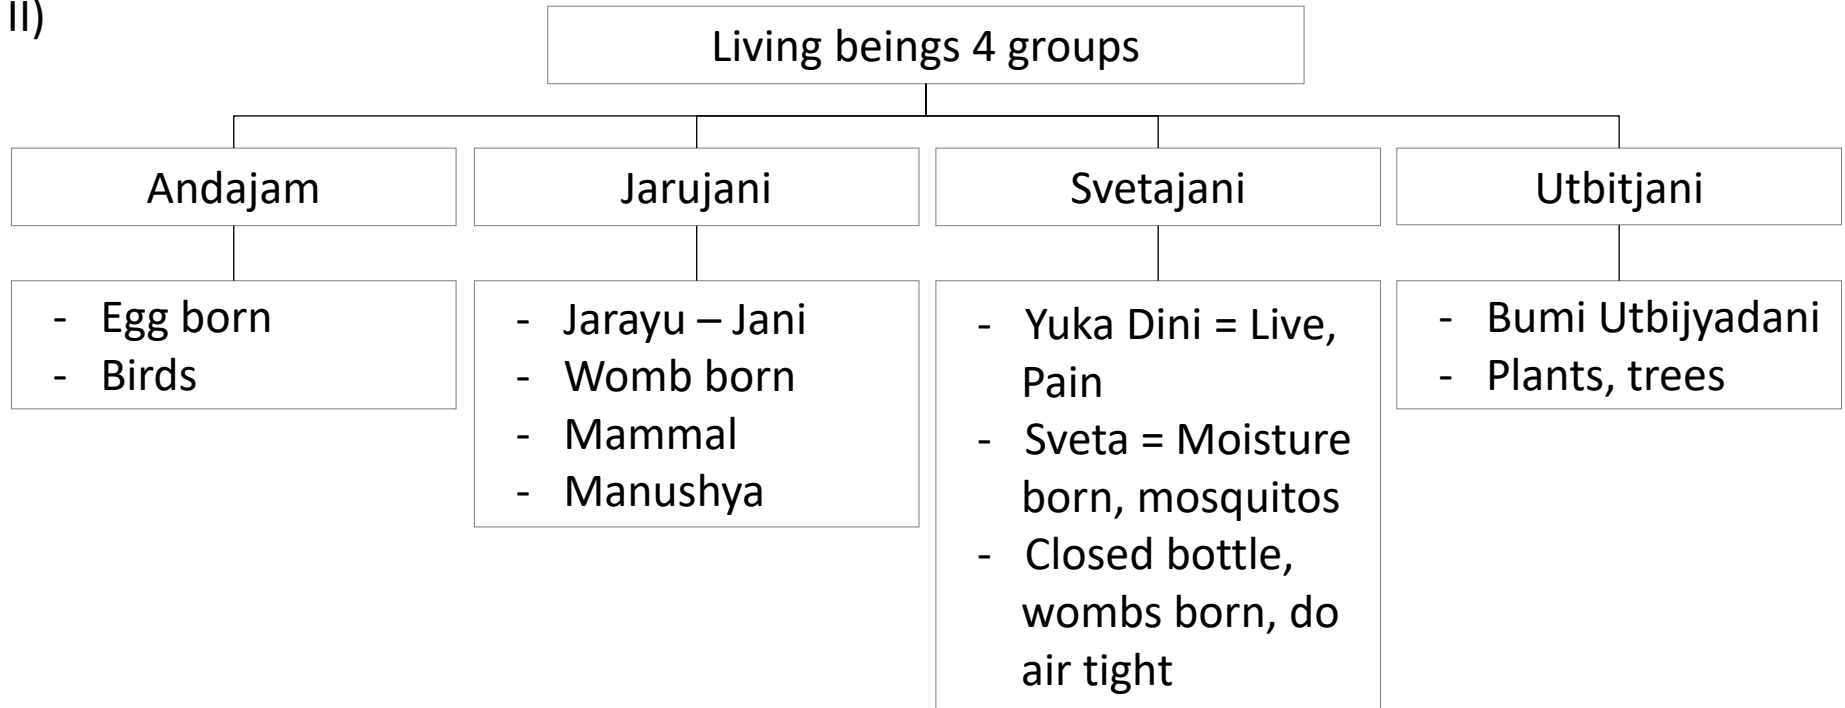 II)
Living beings 4 groups
Andajam
Jarujani
Svetajani
Utbitjani
- Egg born
- Birds
- Jarayu – Jani
- Womb born
- Mammal
- Manushya
- Yuka Dini = Live,
Pain
- Sveta = Moisture
born, mosquitos
- Closed bottle,
wombs born, do
air tight
- Bumi Utbijyadani
- Plants, trees